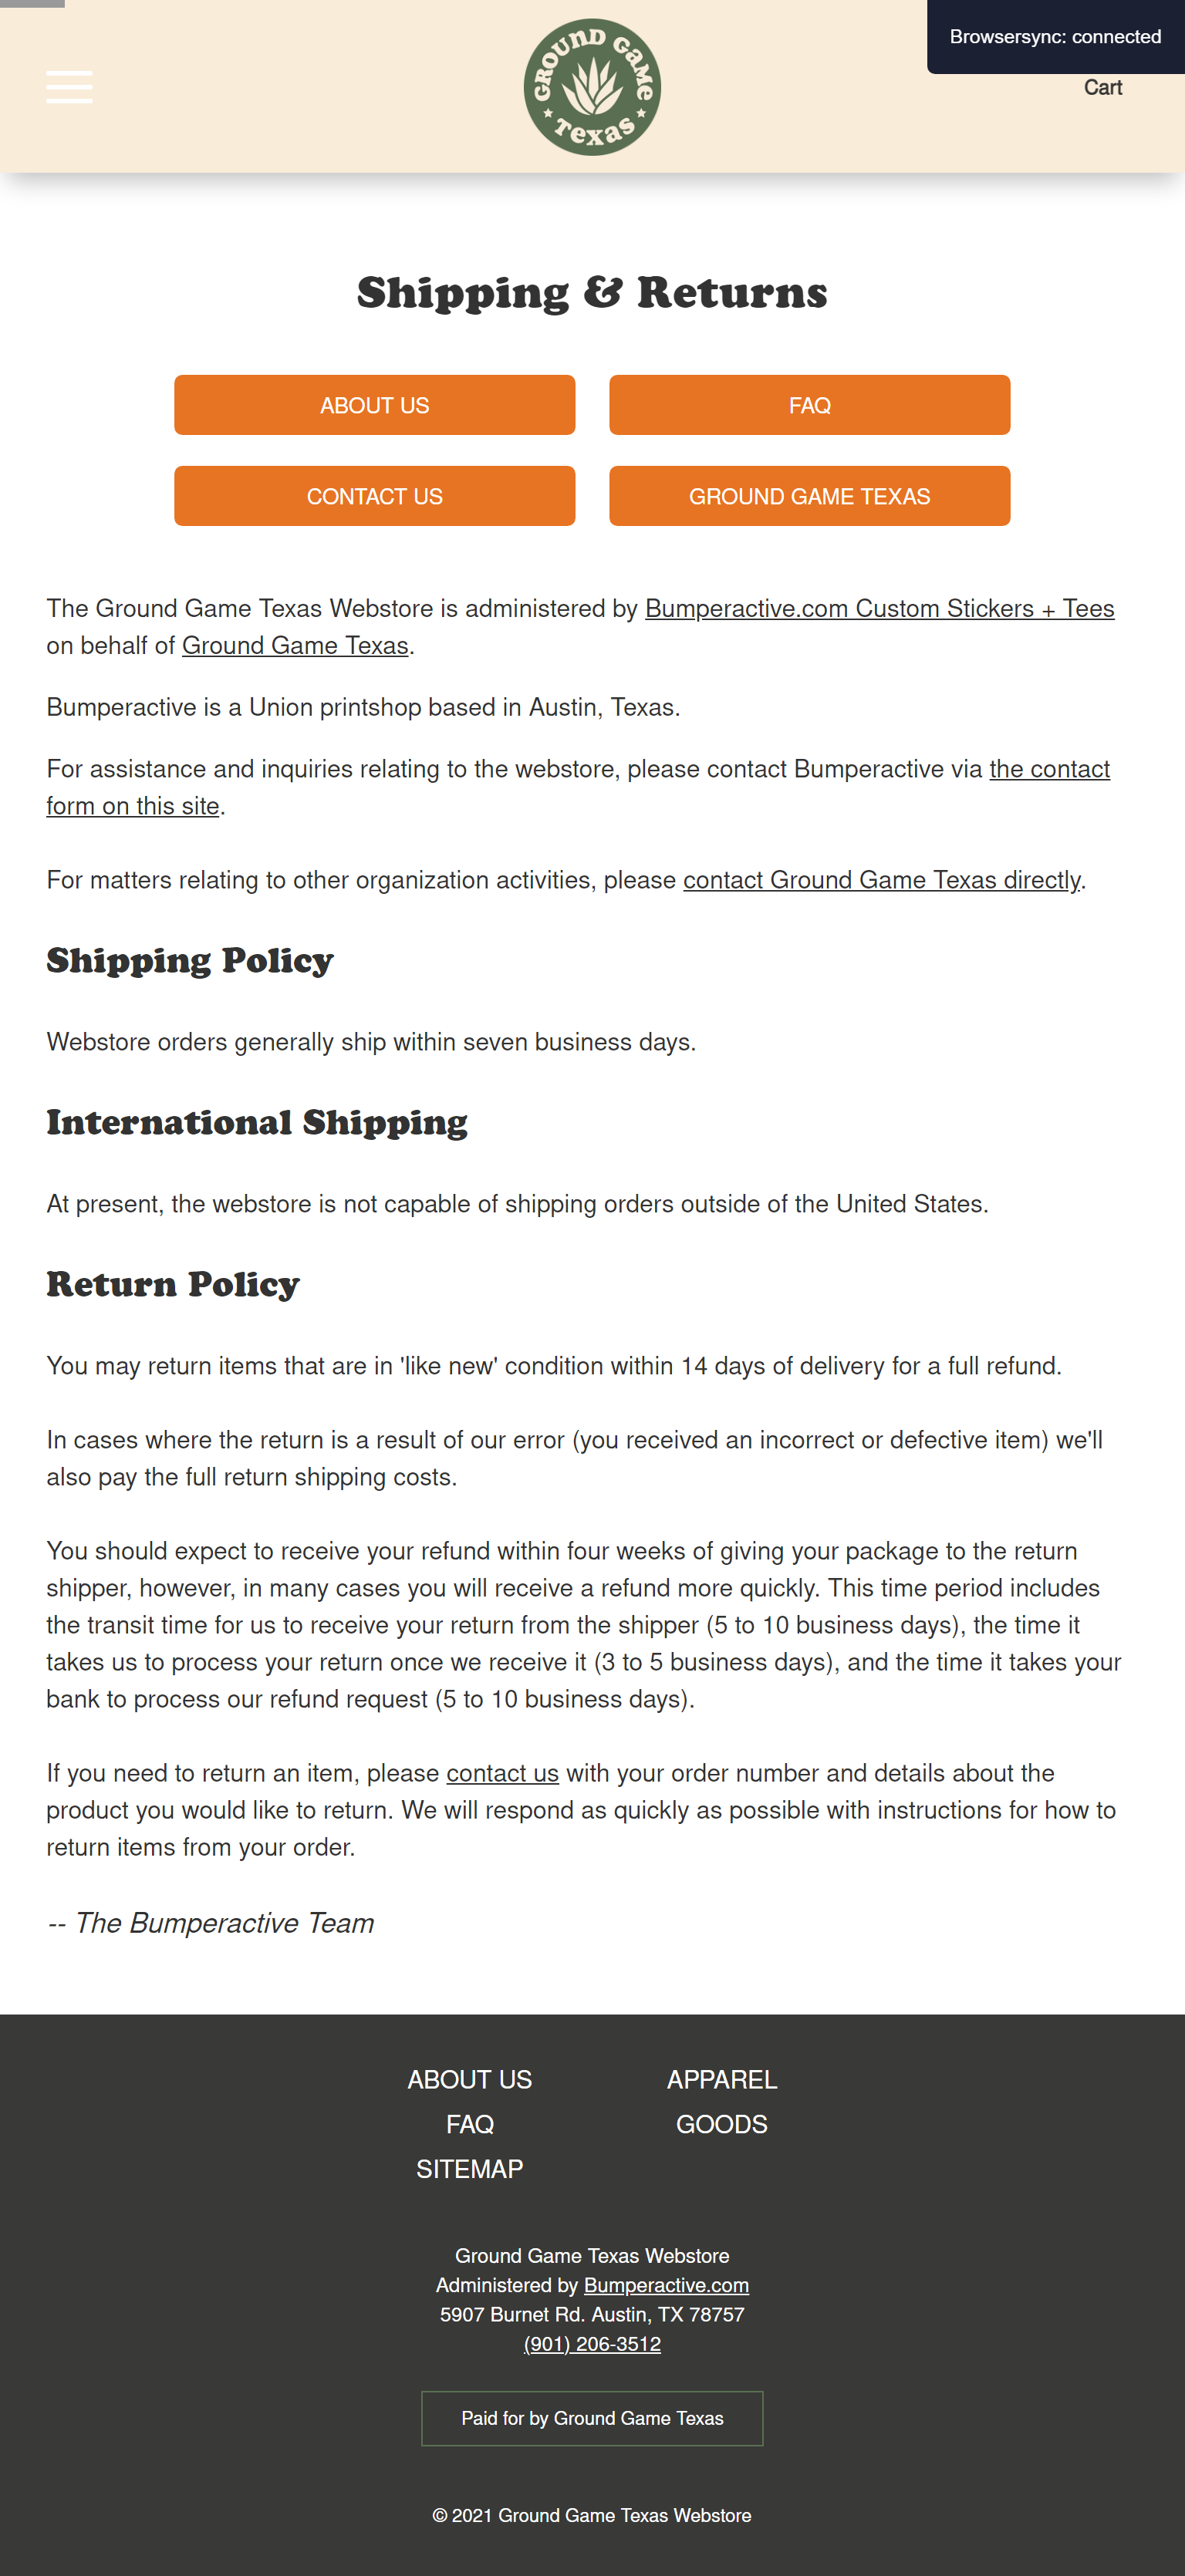 GROUND GAME
TEXAS
Browsersync: connected
Cart
Shipping & Returns
ABOUT US
FAQ
CONTACT US
GROUND GAME TEXAS
The Ground Game Texas Webstore is administered by Bumperactive.com Custom Stickers + Tees
on behalf of Ground Game Texas.
Bumperactive is a Union printshop based in Austin, Texas.
For assistance and inquiries relating to the webstore, please contact Bumperactive via the contact
form on this site.
For matters relating to other organization activities, please contact Ground Game Texas directly.
Shipping Policy
Webstore orders generally ship within seven business days.
International Shipping
At present, the webstore is not capable of shipping orders outside of the United States.
Return Policy
You may return items that are in 'like new' condition within 14 days of delivery for a full refund.
In cases where the return is a result of our error (you received an incorrect or defective item) we'll
also pay the full return shipping costs.
You should expect to receive your refund within four weeks of giving your package to the return
shipper, however, in many cases you will receive a refund more quickly. This time period includes
the transit time for us to receive your return from the shipper (5 to 10 business days), the time it
takes us to process your return once we receive it (3 to 5 business days), and the time it takes your
bank to process our refund request (5 to 10 business days).
If you need to return an item, please contact us with your order number and details about the
product you would like to return. We will respond as quickly as possible with instructions for how to
return items from your order.
-- The Bumperactive Team
ABOUT US
FAQ
SITEMAP
APPAREL
GOODS
Ground Game Texas Webstore
Administered by Bumperactive.com
5907 Burnet Rd. Austin, TX 78757
(901) 206-3512
Paid for by Ground Game Texas
© 2021 Ground Game Texas Webstore